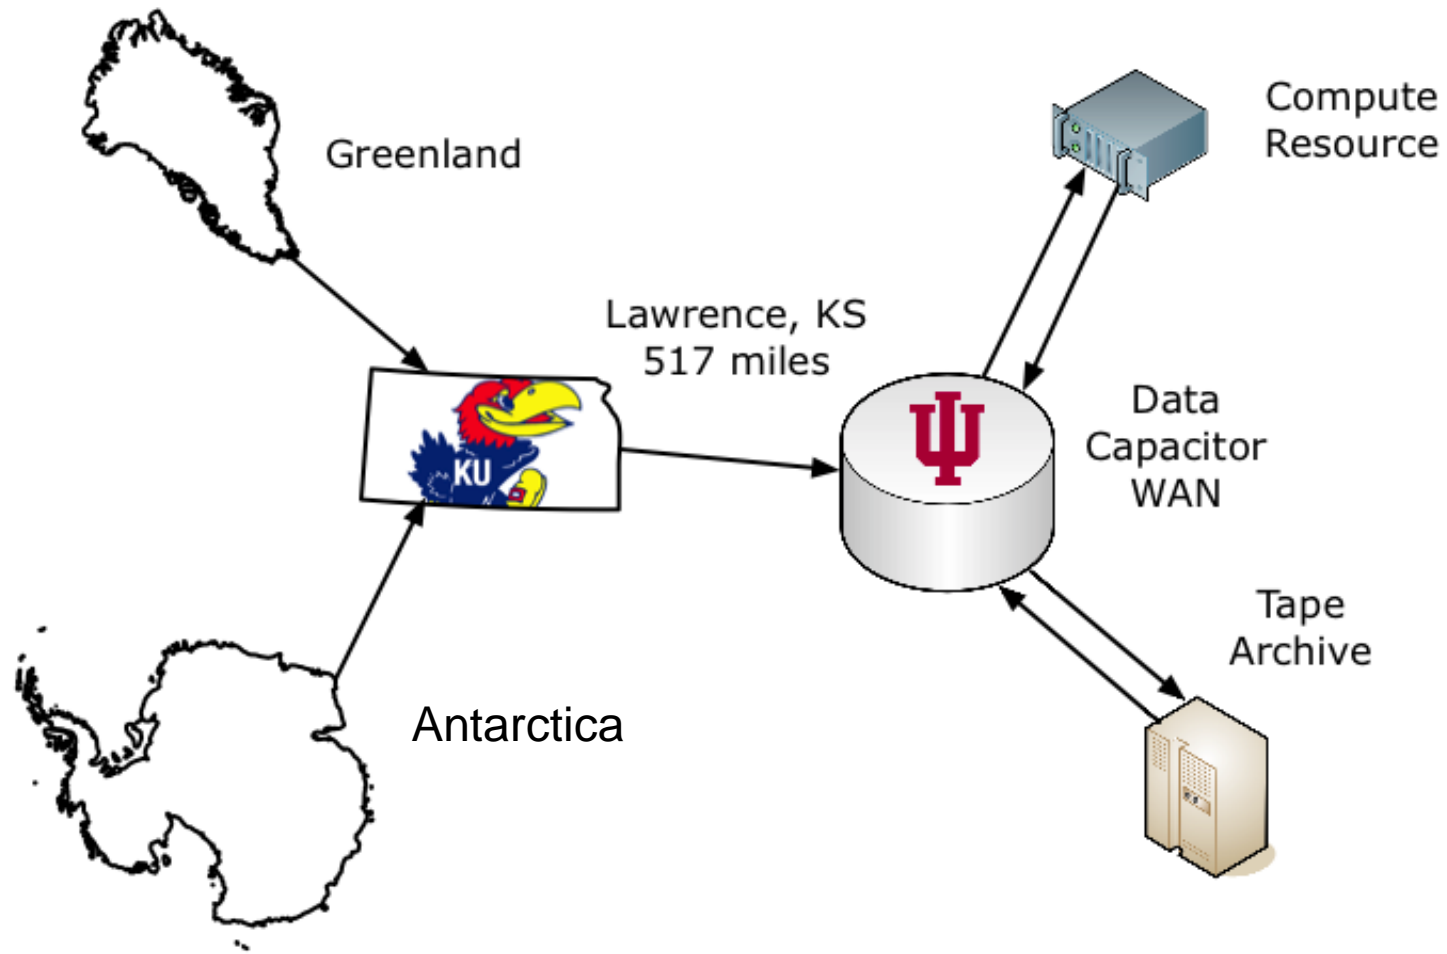 Greenland
Compute
Resource
Lawrence, KS
517 miles
KU
Data
Capacitor
WAN
Tape
Archive
Antarctica